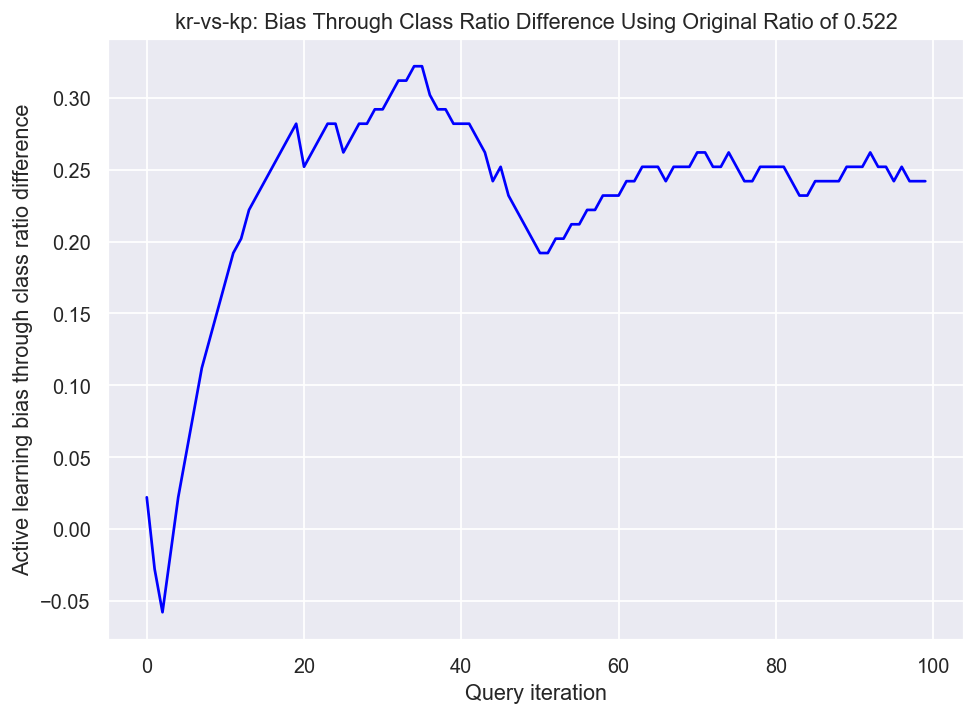 kr-vs-kp: Bias Through Class Ratio Difference Using Original Ratio of 0.522
Active learning bias through class ratio difference
0.30
0.25
0.20
0.15
0.10
0.05
0.00
−0.05
0 20 40 60 80 100
Query iteration